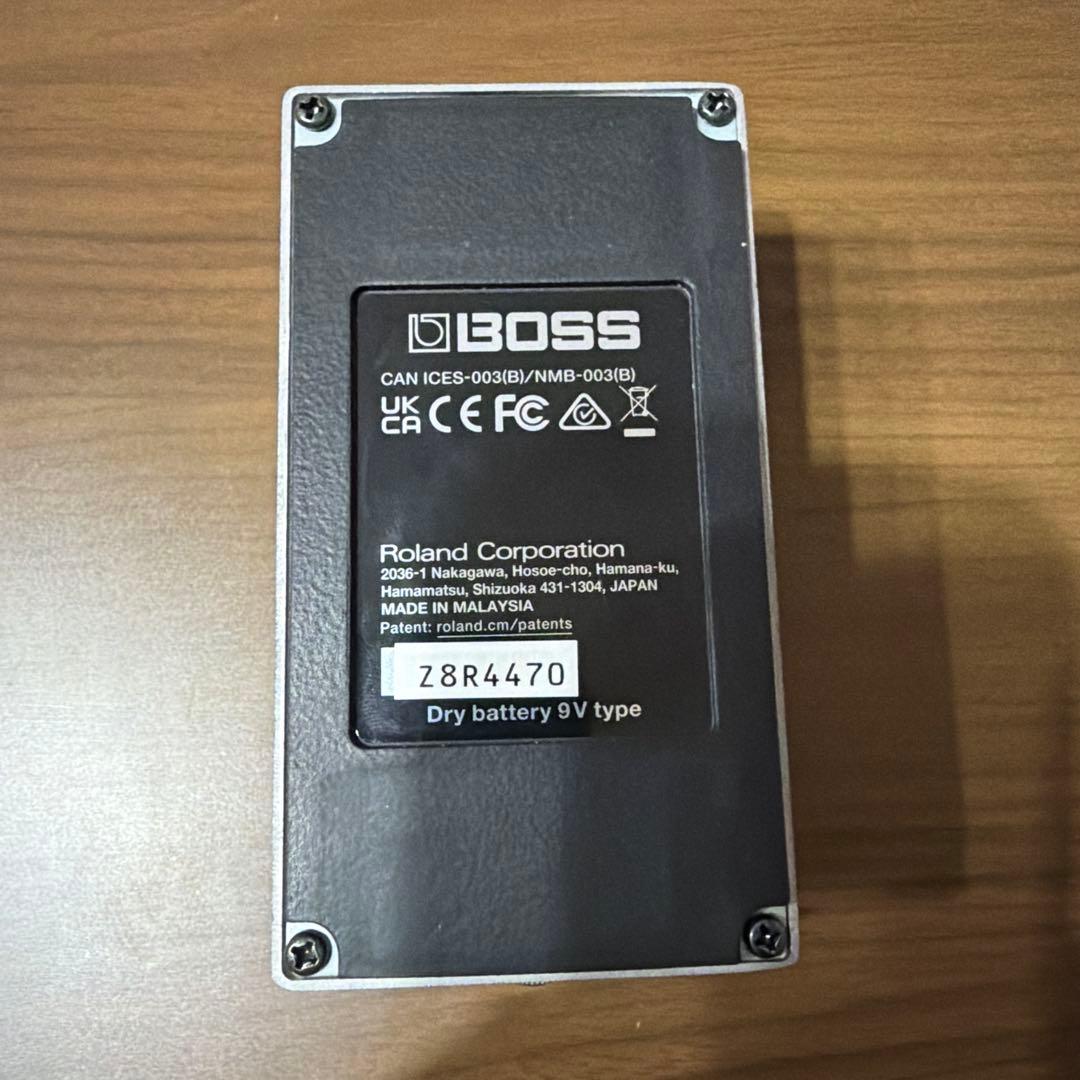 BOSS
CAN ICES-003(B)/NMB-003(B)
UK CA CE FC
Roland Corporation
2036-1 Nakagawa, Hosoe-cho, Hamana-ku,
Hamamatsu, Shizuoka 431-1304, JAPAN
MADE IN MALAYSIA
Patent: roland.cm/patents
Z8R4470
Dry battery 9V type